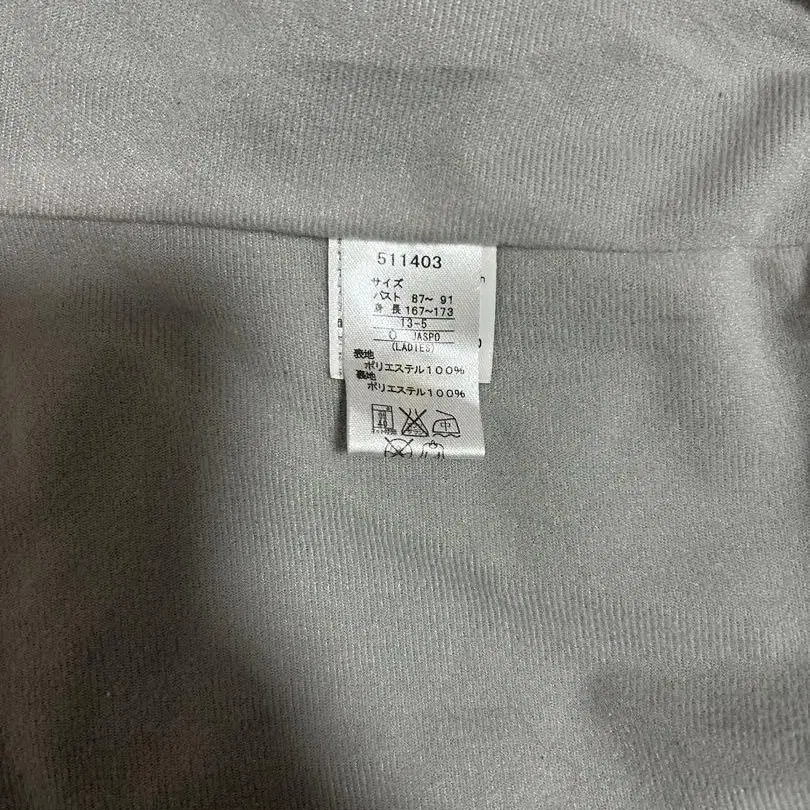 511403
サイズ
バスト 87～ 91
身 長 167～173
13-5
O JASPO
(LADIES)
表地
ポリエステル100%
裏地
ポリエステル100%
40
中